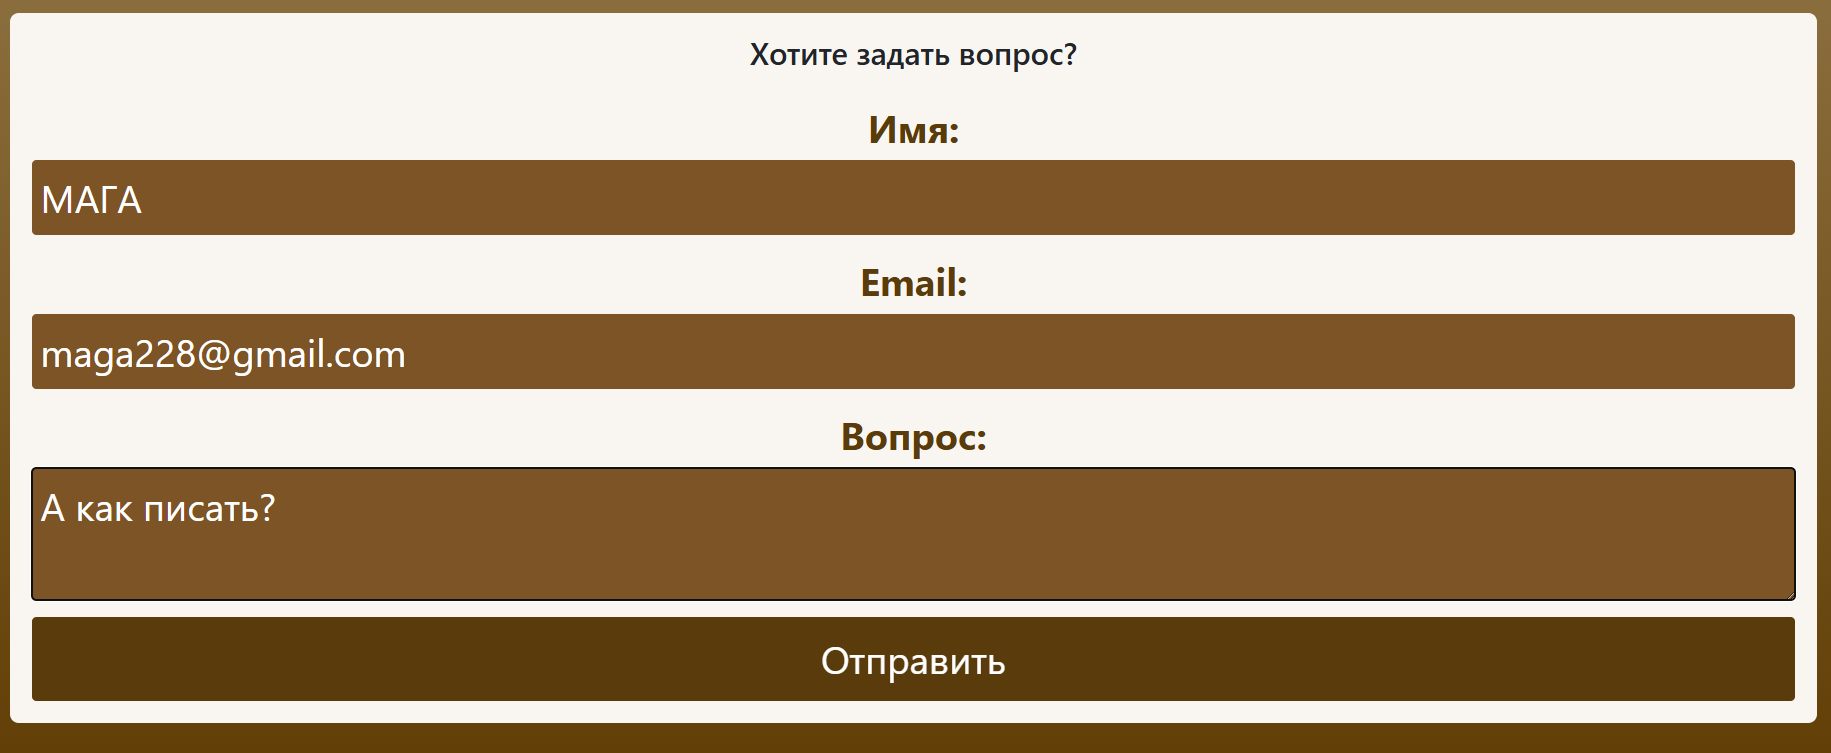 Хотите задать вопрос?
Имя:
МАГА
Email:
maga228@gmail.com
Вопрос:
А как писать?
Отправить